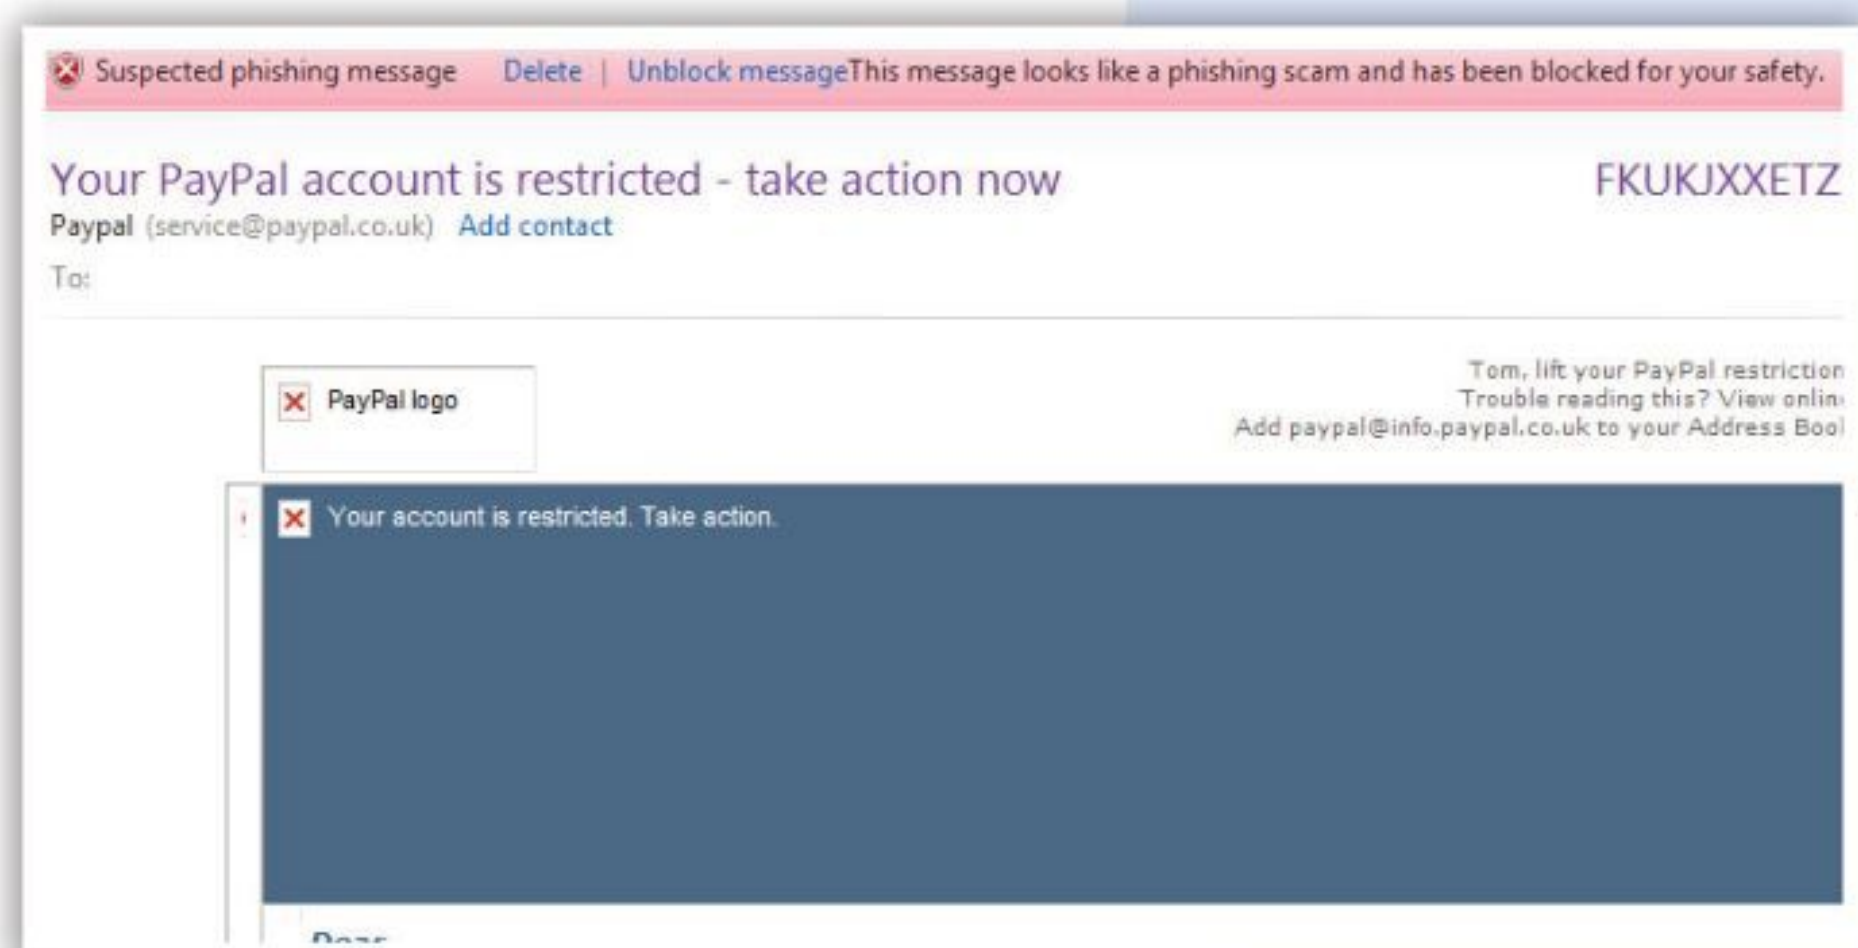 Suspected phishing message Delete | Unblock messageThis message looks like a phishing scam and has been blocked for your safety.
Your PayPal account is restricted - take action now FKUKJXXETZ
Paypal (service@paypal.co.uk) Add contact
To:
PayPal logo
Tom, lift your PayPal restriction
Trouble reading this? View onlin
Add paypal@info.paypal.co.uk to your Address Boo
Your account is restricted. Take action.